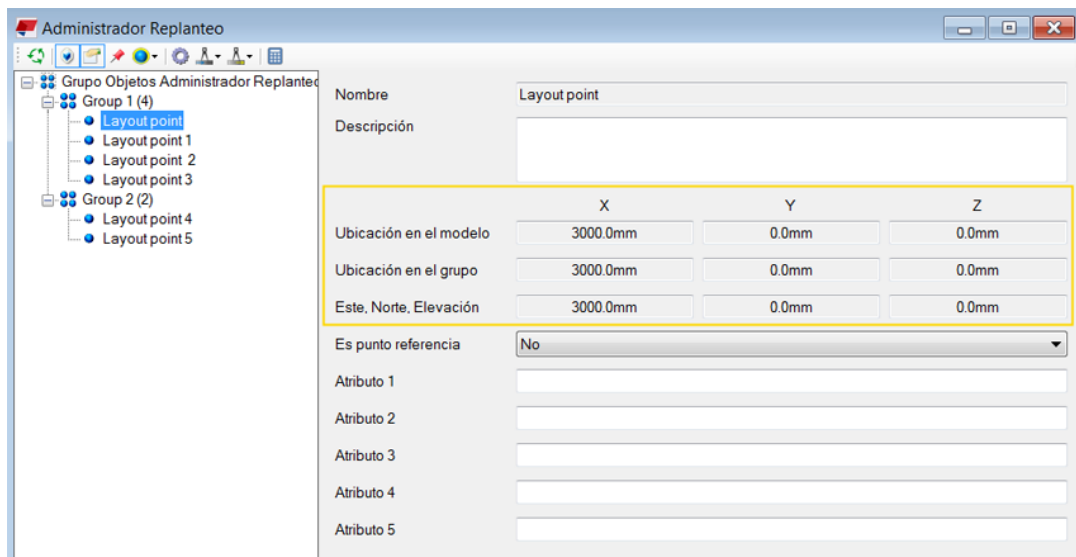 Administrador Replanteo
Grupo Objetos Administrador Replanteo
Group 1 (4)
Layout point
Layout point 1
Layout point 2
Layout point 3
Group 2 (2)
Layout point 4
Layout point 5
Nombre Layout point
Descripción
X Y Z
Ubicación en el modelo 3000.0mm 0.0mm 0.0mm
Ubicación en el grupo 3000.0mm 0.0mm 0.0mm
Este, Norte, Elevación 3000.0mm 0.0mm 0.0mm
Es punto referencia No
Atributo 1
Atributo 2
Atributo 3
Atributo 4
Atributo 5